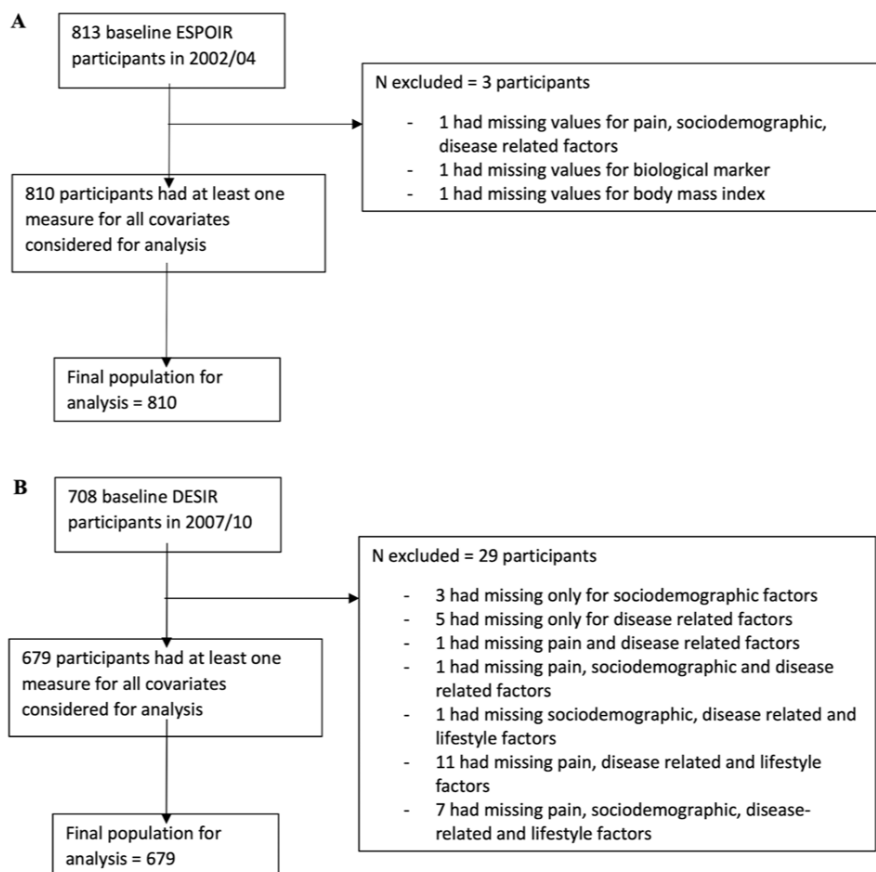 A
813 baseline ESPOIR
participants in 2002/04
N excluded = 3 participants
- 1 had missing values for pain, sociodemographic,
disease related factors
- 1 had missing values for biological marker
- 1 had missing values for body mass index
810 participants had at least one
measure for all covariates
considered for analysis
Final population for
analysis = 810
B
708 baseline DESIR
participants in 2007/10
N excluded = 29 participants
- 3 had missing only for sociodemographic factors
- 5 had missing only for disease related factors
- 1 had missing pain and disease related factors
- 1 had missing pain, sociodemographic and disease
related factors
- 1 had missing sociodemographic, disease related and
lifestyle factors
- 11 had missing pain, disease related and lifestyle
factors
- 7 had missing pain, sociodemographic, disease-
related and lifestyle factors
679 participants had at least one
measure for all covariates
considered for analysis
Final population for
analysis = 679